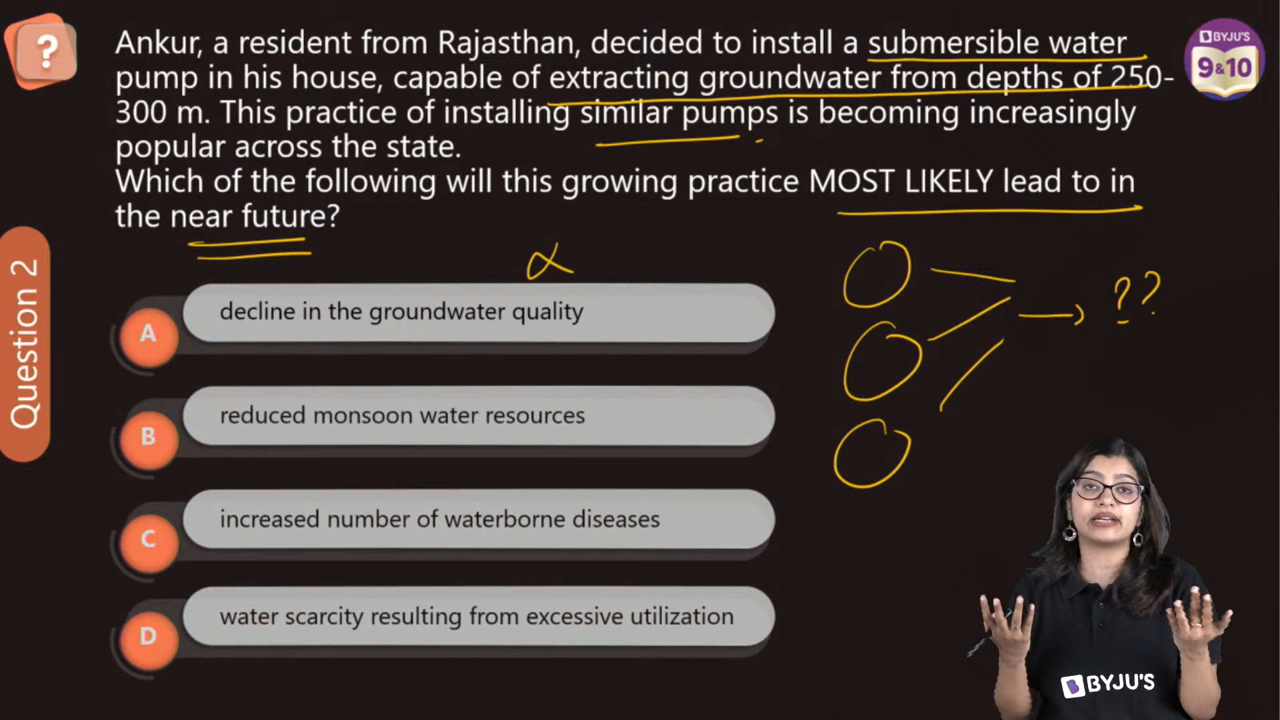 ?
Ankur, a resident from Rajasthan, decided to install a submersible water
pump in his house, capable of extracting groundwater from depths of 250-
300 m. This practice of installing similar pumps is becoming increasingly
popular across the state.
Which of the following will this growing practice MOST LIKELY lead to in
the near future?
BYJU'S
9&10
Question 2
α
A
decline in the groundwater quality
B
reduced monsoon water resources
C
increased number of waterborne diseases
D
water scarcity resulting from excessive utilization
??
BYJU'S